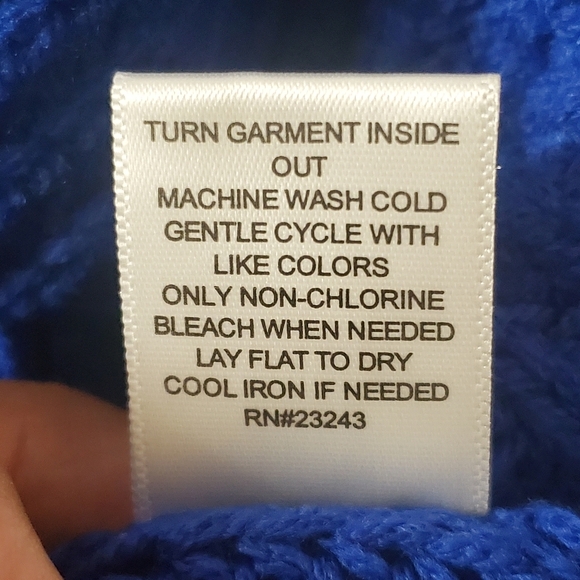 TURN GARMENT INSIDE
OUT
MACHINE WASH COLD
GENTLE CYCLE WITH
LIKE COLORS
ONLY NON-CHLORINE
BLEACH WHEN NEEDED
LAY FLAT TO DRY
COOL IRON IF NEEDED
RN#23243